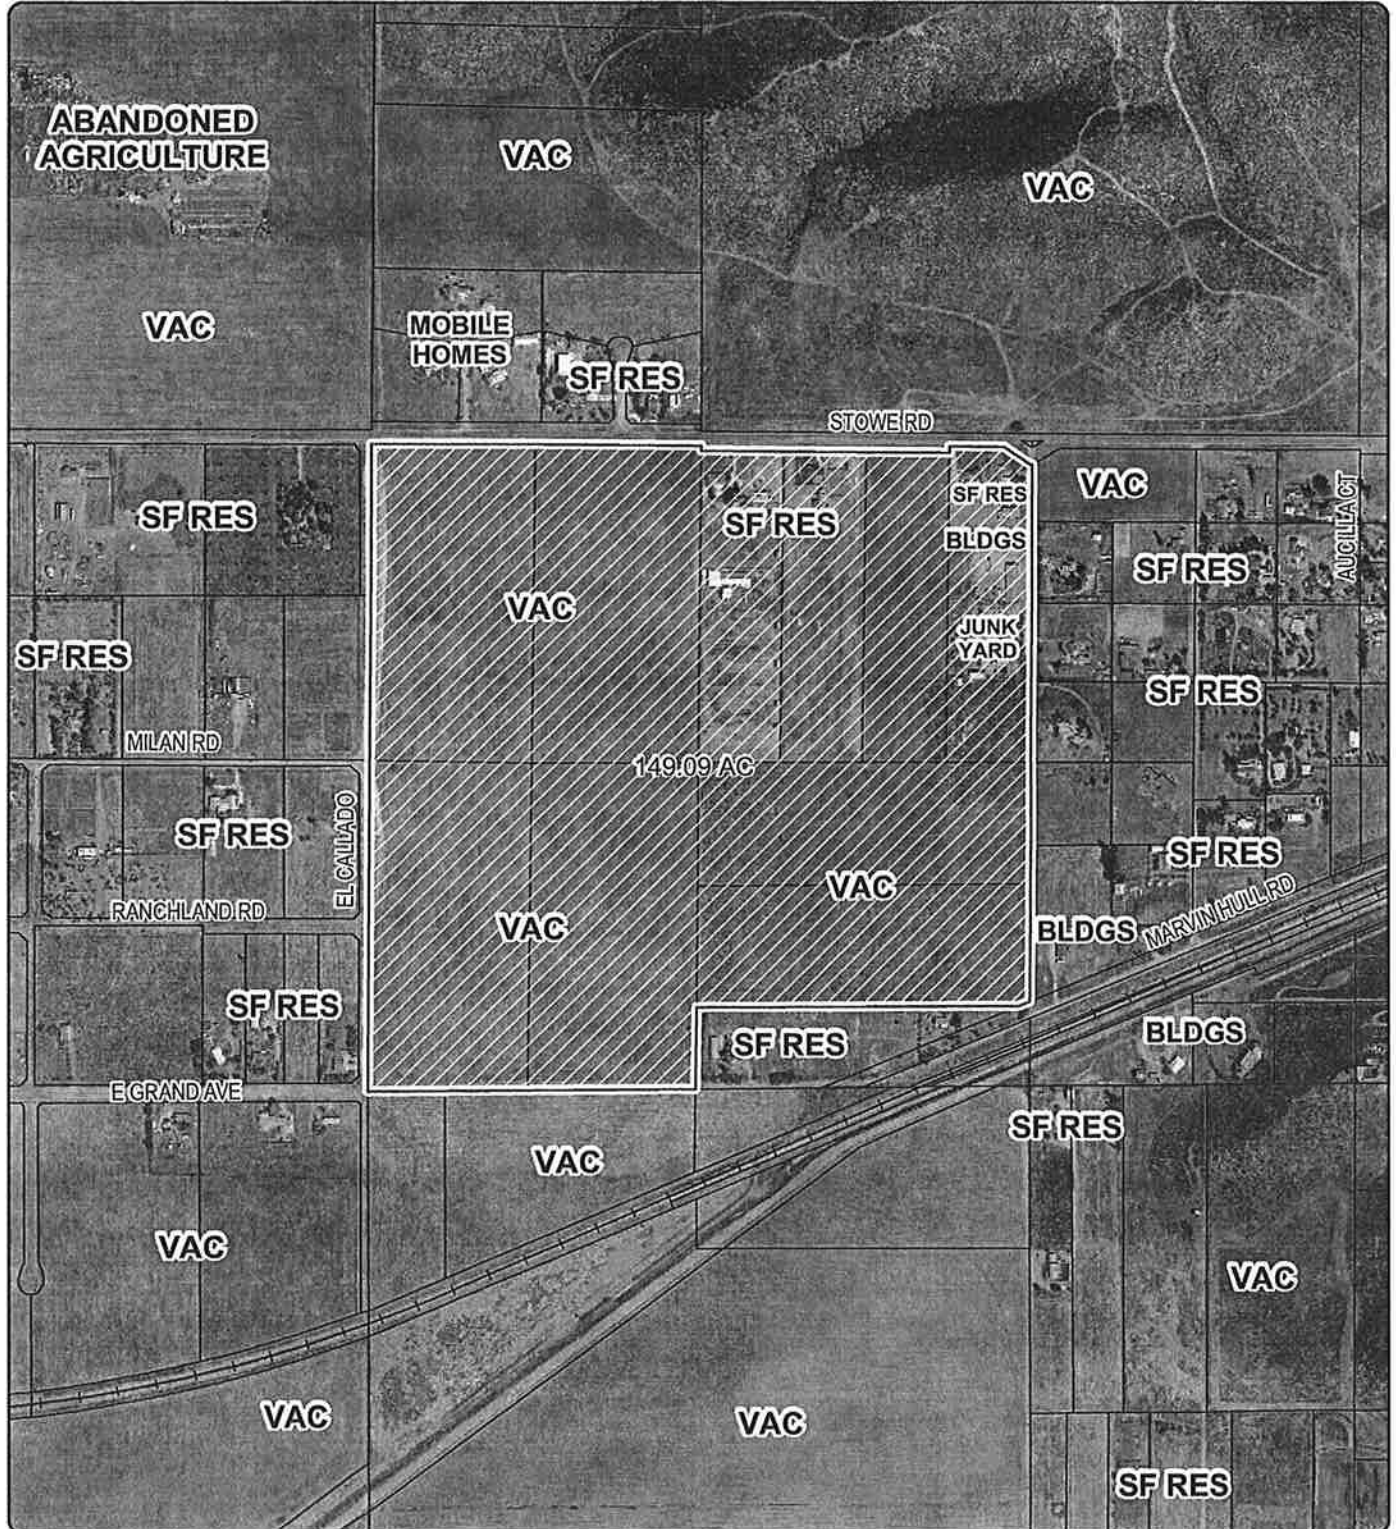 ABANDONED
AGRICULTURE
VAC
VAC
VAC
MOBILE
HOMES
SF RES
STOWE RD
SF RES
SF RES
SF RES
BLDGS
VAC
AUCILLA CT
SF RES
VAC
JUNK
YARD
SF RES
SF RES
MILAN RD
149.09 AC
SF RES
EL CALLADO
SF RES
VAC
RANCHLAND RD
VAC
BLDGS
MARVIN HULL RD
SF RES
SF RES
BLDGS
E GRAND AVE
SF RES
VAC
VAC
VAC
VAC
VAC
SF RES